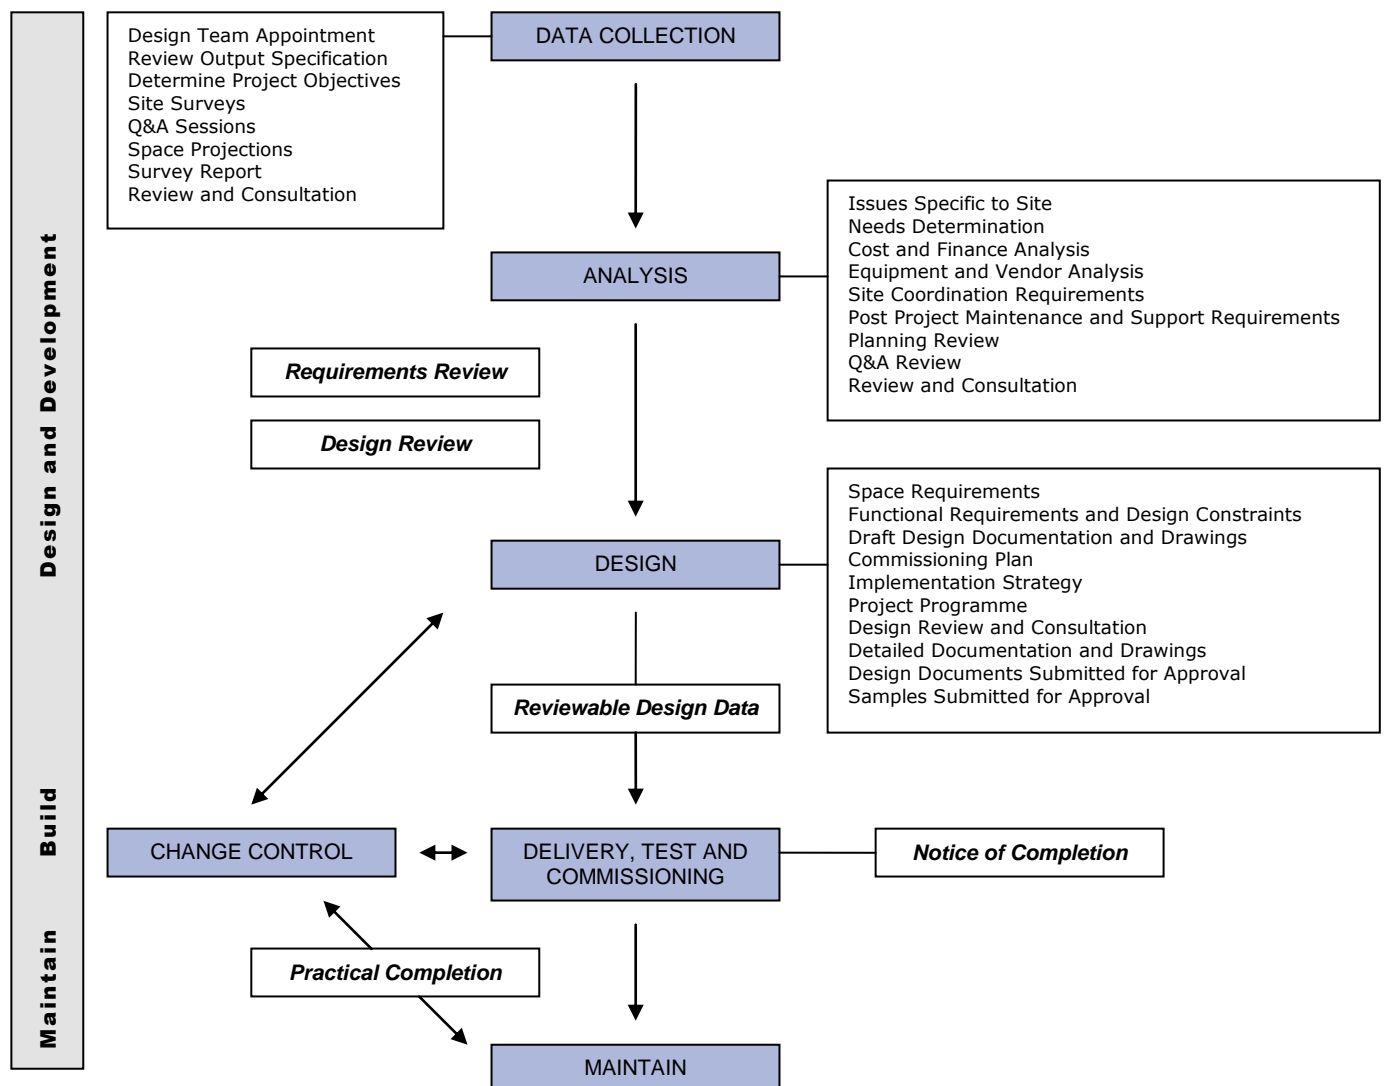 Design Team Appointment
Review Output Specification
Determine Project Objectives
Site Surveys
Q&A Sessions
Space Projections
Survey Report
Review and Consultation
DATA COLLECTION
ANALYSIS
Issues Specific to Site
Needs Determination
Cost and Finance Analysis
Equipment and Vendor Analysis
Site Coordination Requirements
Post Project Maintenance and Support Requirements
Planning Review
Q&A Review
Review and Consultation
Requirements Review
Design Review
Design and Development
DESIGN
Space Requirements
Functional Requirements and Design Constraints
Draft Design Documentation and Drawings
Commissioning Plan
Implementation Strategy
Project Programme
Design Review and Consultation
Detailed Documentation and Drawings
Design Documents Submitted for Approval
Samples Submitted for Approval
Reviewable Design Data
Build
CHANGE CONTROL
DELIVERY, TEST AND
COMMISSIONING
Notice of Completion
Maintain
Practical Completion
MAINTAIN